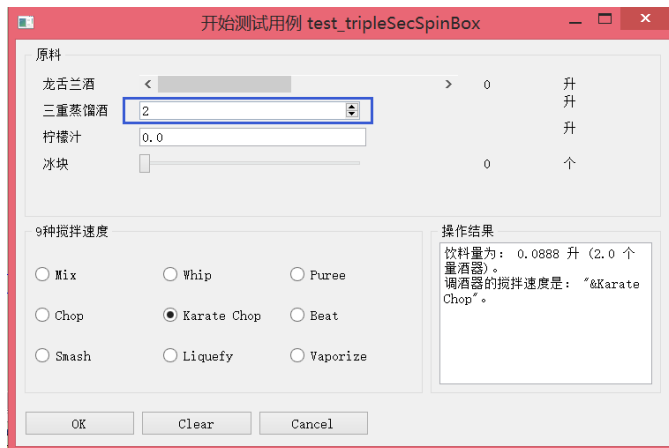 开始测试用例 test_tripleSecSpinBox
原料
龙舌兰酒 0 升
三重蒸馏酒 2 升
柠檬汁 0.0 升
冰块 0 个
9种搅拌速度
Mix Whip Puree
Chop Karate Chop Beat
Smash Liquefy Vaporize
操作结果
饮料量为： 0.0888 升 (2.0 个
量酒器)。
调酒器的搅拌速度是： "&Karate
Chop"。
OK Clear Cancel